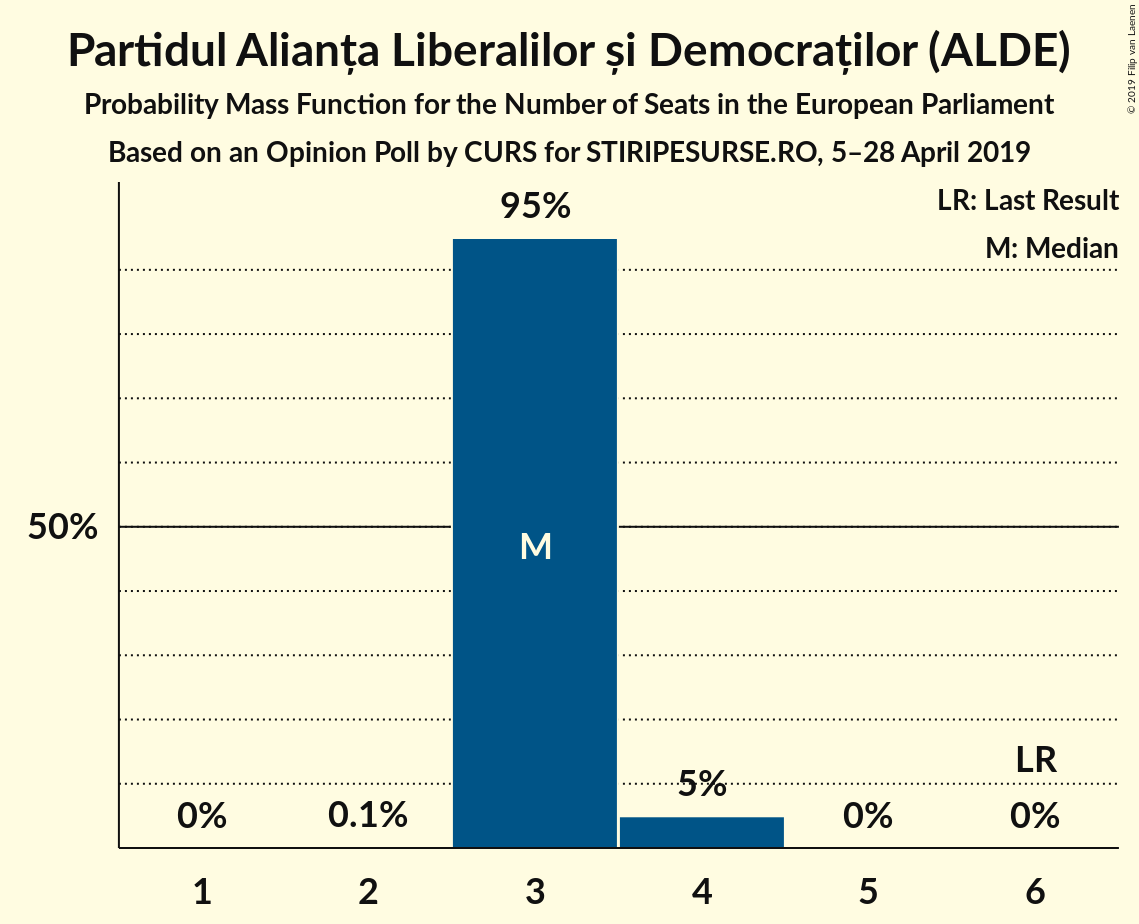 Partidul Alianța Liberalilor și Democraților (ALDE)
Probability Mass Function for the Number of Seats in the European Parliament
Based on an Opinion Poll by CURS for STIRIPESURSE.RO, 5–28 April 2019
© 2019 Filip van Laenen
LR: Last Result
M: Median
95%
50%
M
LR
5%
0%
0.1%
0%
0%
1
2
3
4
5
6